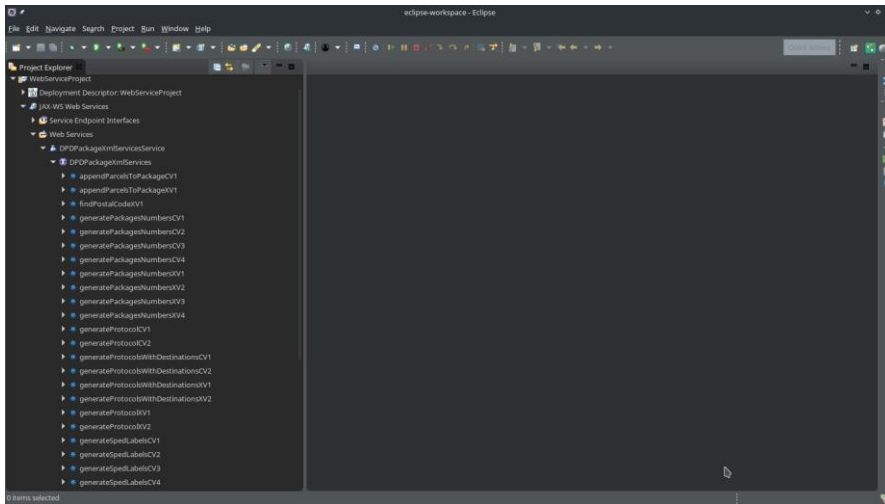 eclipse-workspace - Eclipse
File Edit Navigate Search Project Run Window Help
Quick Access
Project Explorer
WebServiceProject
Deployment Descriptor: WebServiceProject
JAX-WS Web Services
Service Endpoint Interfaces
Web Services
DPDPackageXmlServicesService
DPDPackageXmlServices
appendParcelsToPackageCV1
appendParcelsToPackageXV1
findPostalCodeXV1
generatePackagesNumbersCV1
generatePackagesNumbersCV2
generatePackagesNumbersCV3
generatePackagesNumbersCV4
generatePackagesNumbersXV1
generatePackagesNumbersXV2
generatePackagesNumbersXV3
generatePackagesNumbersXV4
generateProtocolCV1
generateProtocolCV2
generateProtocolsWithDestinationsCV1
generateProtocolsWithDestinationsCV2
generateProtocolsWithDestinationsXV1
generateProtocolsWithDestinationsXV2
generateProtocolXV1
generateProtocolXV2
generateSpedLabelsCV1
generateSpedLabelsCV2
generateSpedLabelsCV3
generateSpedLabelsCV4
0 items selected